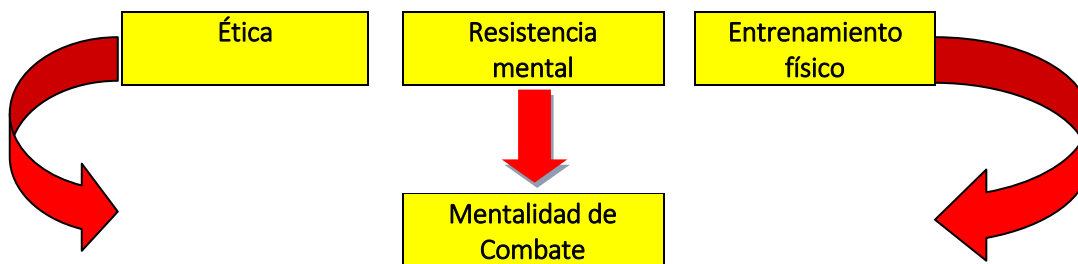 Ética
Resistencia
mental
Entrenamiento
físico
Mentalidad de
Combate